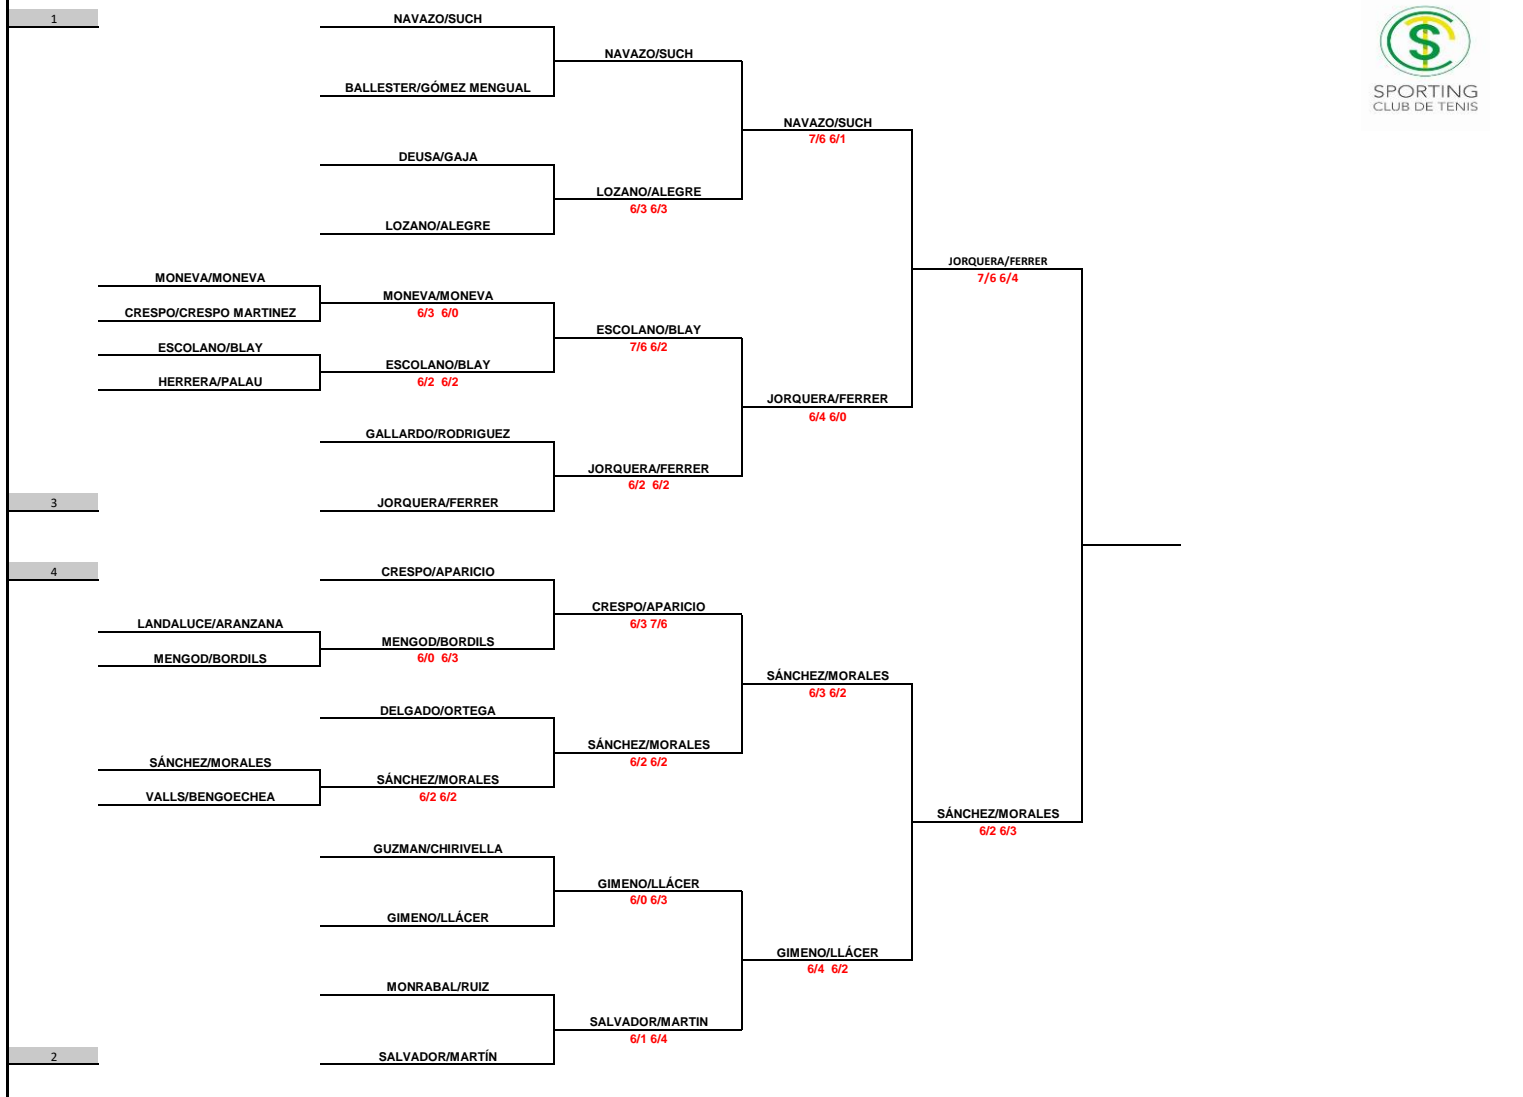 1
NAVAZO/SUCH
NAVAZO/SUCH
BALLESTER/GÓMEZ MENGUAL
NAVAZO/SUCH
7/6 6/1
DEUSA/GAJA
LOZANO/ALEGRE
6/3 6/3
LOZANO/ALEGRE
JORQUERA/FERRER
7/6 6/4
MONEVA/MONEVA
MONEVA/MONEVA
6/3 6/0
CRESPO/CRESPO MARTINEZ
ESCOLANO/BLAY
7/6 6/2
ESCOLANO/BLAY
ESCOLANO/BLAY
6/2 6/2
HERRERA/PALAU
JORQUERA/FERRER
6/4 6/0
GALLARDO/RODRIGUEZ
JORQUERA/FERRER
6/2 6/2
3
JORQUERA/FERRER
4
CRESPO/APARICIO
CRESPO/APARICIO
6/3 7/6
LANDALUCE/ARANZANA
MENGOD/BORDILS
6/0 6/3
MENGOD/BORDILS
SÁNCHEZ/MORALES
6/3 6/2
DELGADO/ORTEGA
SÁNCHEZ/MORALES
6/2 6/2
SÁNCHEZ/MORALES
SÁNCHEZ/MORALES
6/2 6/2
VALLS/BENGOECHEA
SÁNCHEZ/MORALES
6/2 6/3
GUZMAN/CHIRIVELLA
GIMENO/LLÁCER
6/0 6/3
GIMENO/LLÁCER
GIMENO/LLÁCER
6/4 6/2
MONRABAL/RUIZ
SALVADOR/MARTIN
6/1 6/4
2
SALVADOR/MARTÍN
SPORTING
CLUB DE TENIS